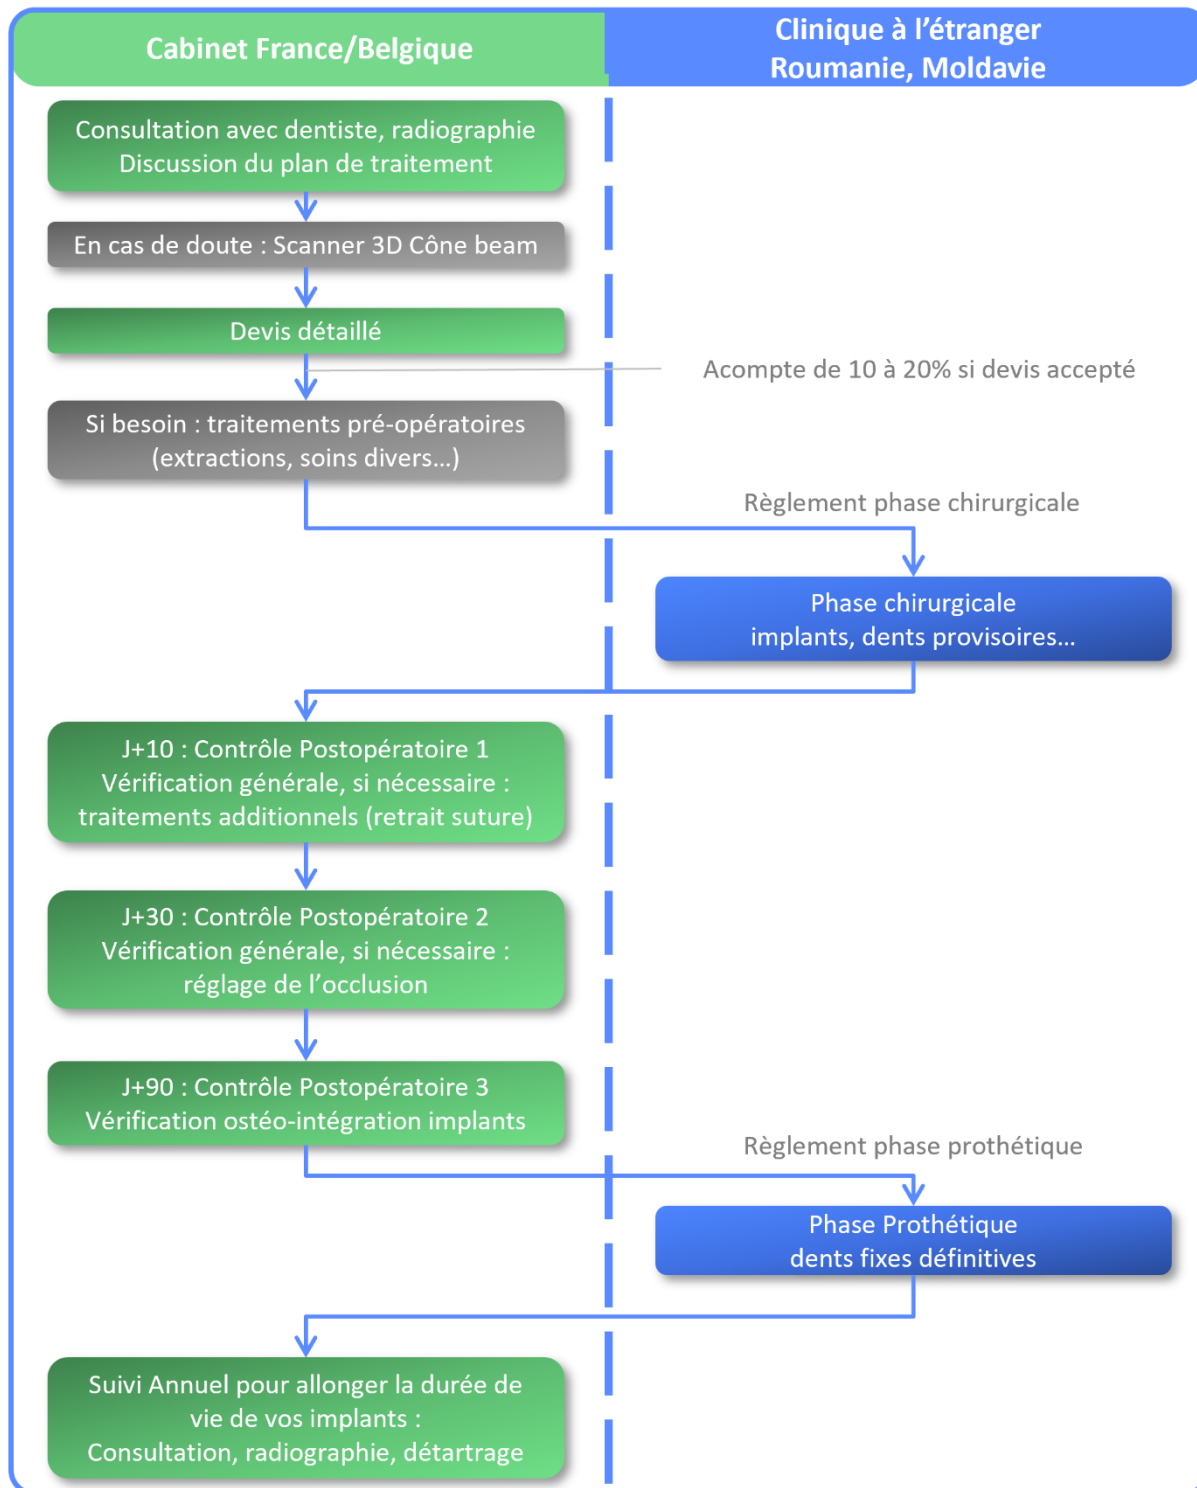 Cabinet France/Belgique
Clinique à l’étranger
Roumanie, Moldavie
Consultation avec dentiste, radiographie
Discussion du plan de traitement
En cas de doute : Scanner 3D Cône beam
Devis détaillé
Acompte de 10 à 20% si devis accepté
Si besoin : traitements pré-opératoires
(extractions, soins divers...)
Règlement phase chirurgicale
Phase chirurgicale
implants, dents provisoires...
J+10 : Contrôle Postopératoire 1
Vérification générale, si nécessaire :
traitements additionnels (retrait suture)
J+30 : Contrôle Postopératoire 2
Vérification générale, si nécessaire :
réglage de l’occlusion
J+90 : Contrôle Postopératoire 3
Vérification ostéo-intégration implants
Règlement phase prothétique
Phase Prothétique
dents fixes définitives
Suivi Annuel pour allonger la durée de
vie de vos implants :
Consultation, radiographie, détartrage